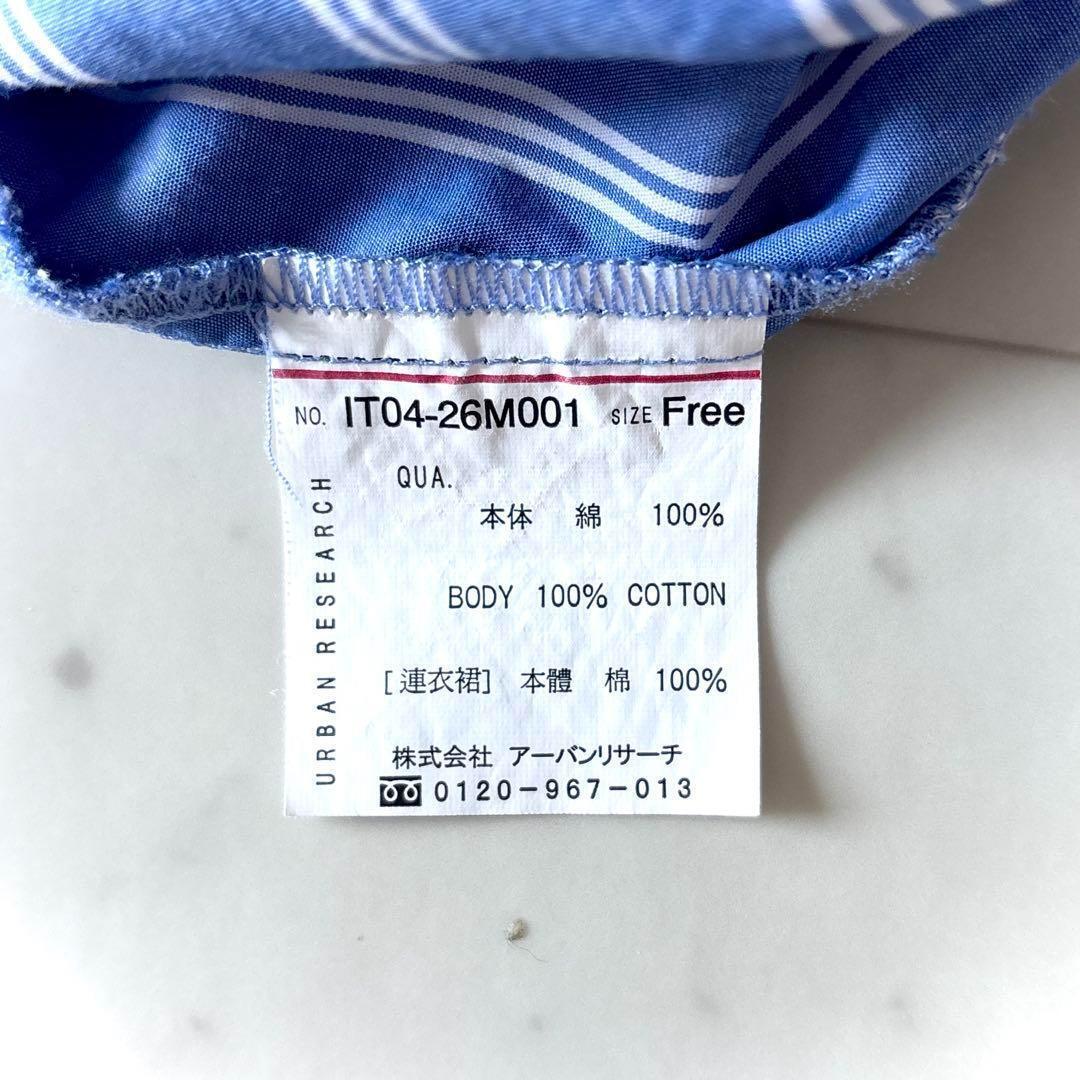 NO. IT04-26M001 SIZE Free
QUA.
本体 綿 100%
BODY 100% COTTON
[連衣裙] 本體 棉 100%
株式会社 アーバンリサーチ
0120-967-013
URBAN RESEARCH